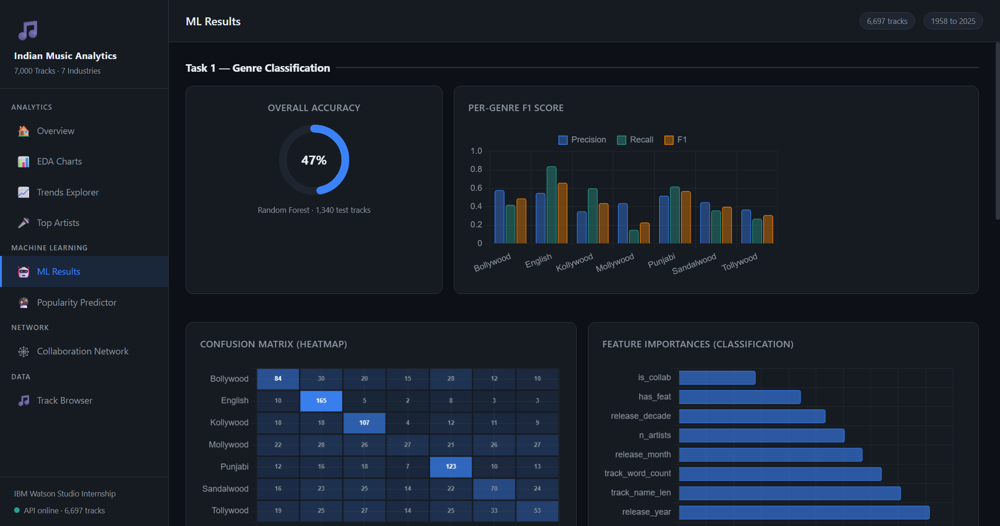 Indian Music Analytics
7,000 Tracks · 7 Industries
ANALYTICS
Overview
EDA Charts
Trends Explorer
Top Artists
MACHINE LEARNING
ML Results
Popularity Predictor
NETWORK
Collaboration Network
DATA
Track Browser
IBM Watson Studio Internship
API online · 6,697 tracks
ML Results
6,697 tracks
1958 to 2025
Task 1 — Genre Classification
OVERALL ACCURACY
47%
Random Forest · 1,340 test tracks
PER-GENRE F1 SCORE
Precision Recall F1
1.0
0.8
0.6
0.4
0.2
0
Bollywood English Kollywood Mollywood Punjabi Sandalwood Tollywood
CONFUSION MATRIX (HEATMAP)
Bollywood 84 30 20 15 28 12 10
English 10 165 5 2 8 3 3
Kollywood 18 18 107 4 12 11 9
Mollywood 22 28 26 27 21 26 27
Punjabi 12 16 18 7 123 10 13
Sandalwood 16 23 25 14 22 70 24
Tollywood 19 25 27 14 25 33 53
FEATURE IMPORTANCES (CLASSIFICATION)
is_collab
has_feat
release_decade
n_artists
release_month
track_word_count
track_name_len
release_year